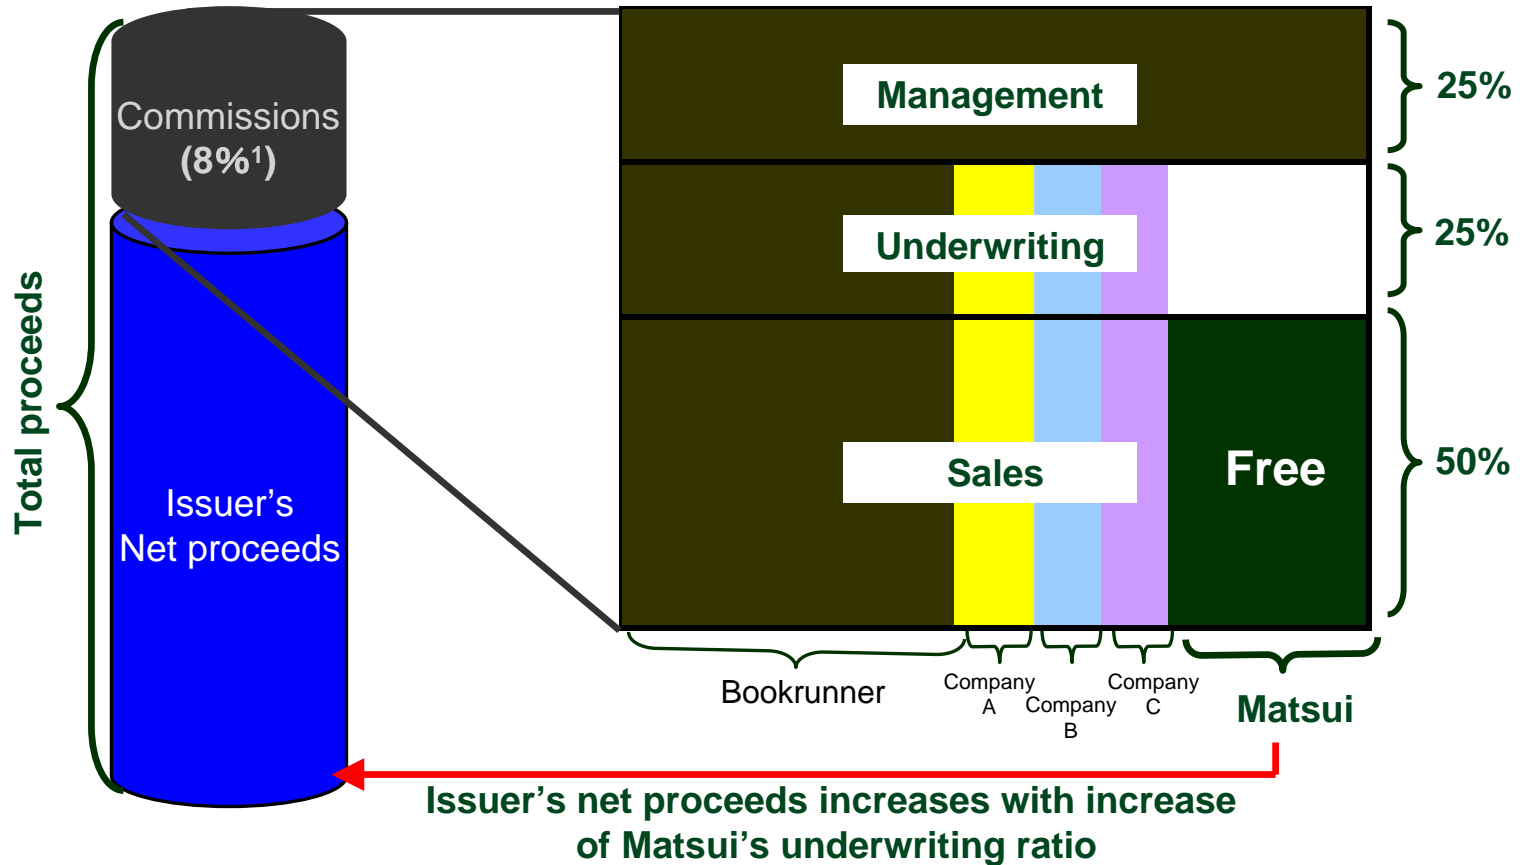 Total proceeds
Commissions
(8%¹)
Issuer’s
Net proceeds
Management
Underwriting
Sales
Free
25%
25%
50%
Bookrunner
Company
A
Company
B
Company
C
Matsui
Issuer’s net proceeds increases with increase
of Matsui’s underwriting ratio